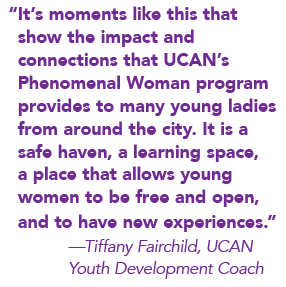 “It’s moments like this that
show the impact and
connections that UCAN’s
Phenomenal Woman program
provides to many young ladies
from around the city. It is a
safe haven, a learning space,
a place that allows young
women to be free and open,
and to have new experiences.”
—Tiffany Fairchild, UCAN
Youth Development Coach